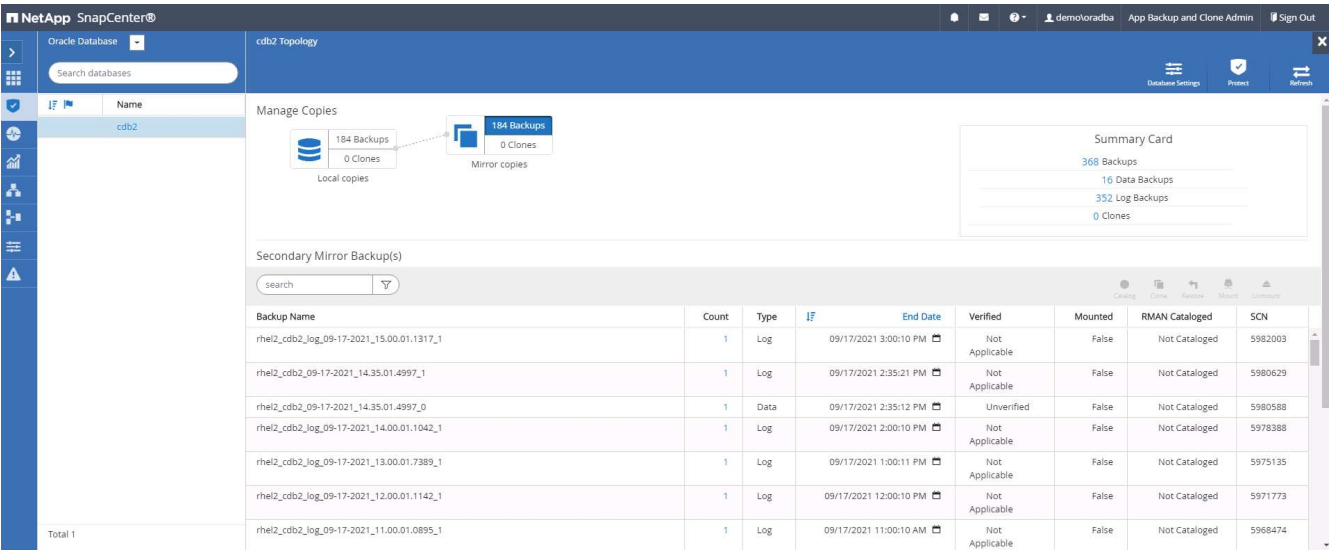 NetApp SnapCenter®
demo\oradba App Backup and Clone Admin Sign Out
Oracle Database
cdb2 Topology
Search databases
Database Settings Protect Refresh
Name
cdb2
Total 1
Manage Copies
184 Backups
0 Clones
Local copies
184 Backups
0 Clones
Mirror copies
Summary Card
368 Backups
16 Data Backups
352 Log Backups
0 Clones
Secondary Mirror Backup(s)
search
Catalog Clone Restore Mount Unmount
Backup Name Count Type End Date Verified Mounted RMAN Cataloged SCN
rhel2_cdb2_log_09-17-2021_15.00.01.1317_1 1 Log 09/17/2021 3:00:10 PM Not Applicable False Not Cataloged 5982003
rhel2_cdb2_09-17-2021_14.35.01.4997_1 1 Log 09/17/2021 2:35:21 PM Not Applicable False Not Cataloged 5980629
rhel2_cdb2_09-17-2021_14.35.01.4997_0 1 Data 09/17/2021 2:35:12 PM Unverified False Not Cataloged 5980588
rhel2_cdb2_log_09-17-2021_14.00.01.1042_1 1 Log 09/17/2021 2:00:10 PM Not Applicable False Not Cataloged 5978388
rhel2_cdb2_log_09-17-2021_13.00.01.7389_1 1 Log 09/17/2021 1:00:11 PM Not Applicable False Not Cataloged 5975135
rhel2_cdb2_log_09-17-2021_12.00.01.1142_1 1 Log 09/17/2021 12:00:10 PM Not Applicable False Not Cataloged 5971773
rhel2_cdb2_log_09-17-2021_11.00.01.0895_1 1 Log 09/17/2021 11:00:10 AM Not Applicable False Not Cataloged 5968474